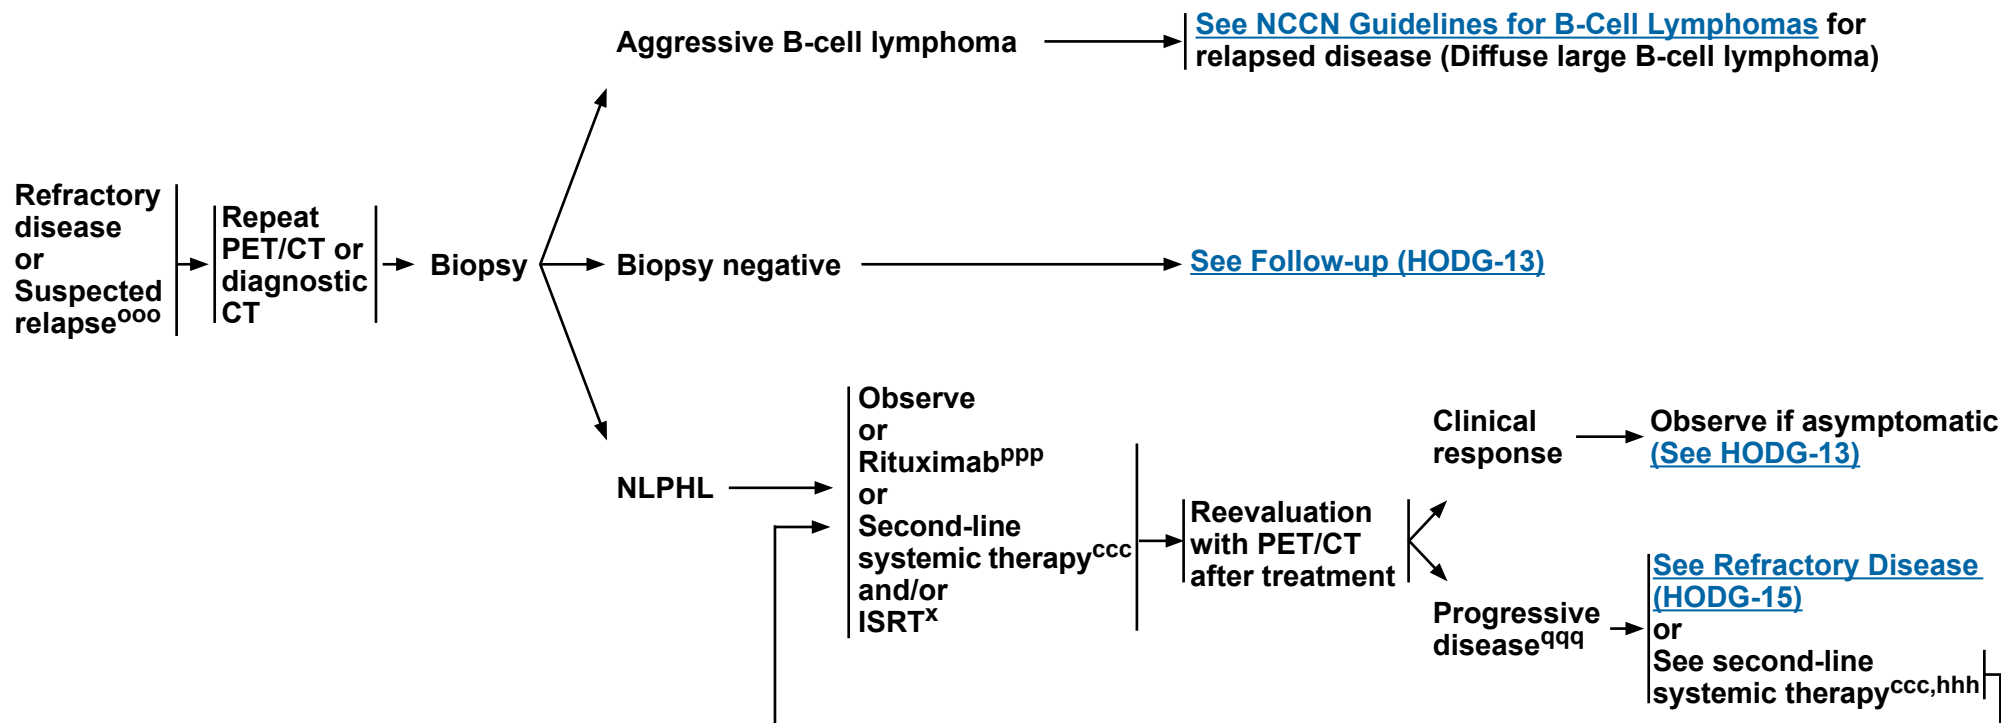 Aggressive B-cell lymphoma
See NCCN Guidelines for B-Cell Lymphomas for
relapsed disease (Diffuse large B-cell lymphoma)
Refractory
disease
or
Suspected
relapseooo
Repeat
PET/CT or
diagnostic
CT
Biopsy
Biopsy negative
See Follow-up (HODG-13)
NLPHL
Observe
or
Rituximabppp
or
Second-line
systemic therapyccc
and/or
ISRTx
Reevaluation
with PET/CT
after treatment
Clinical
response
Observe if asymptomatic
(See HODG-13)
Progressive
diseaseqqq
See Refractory Disease
(HODG-15)
or
See second-line
systemic therapyccc,hhh